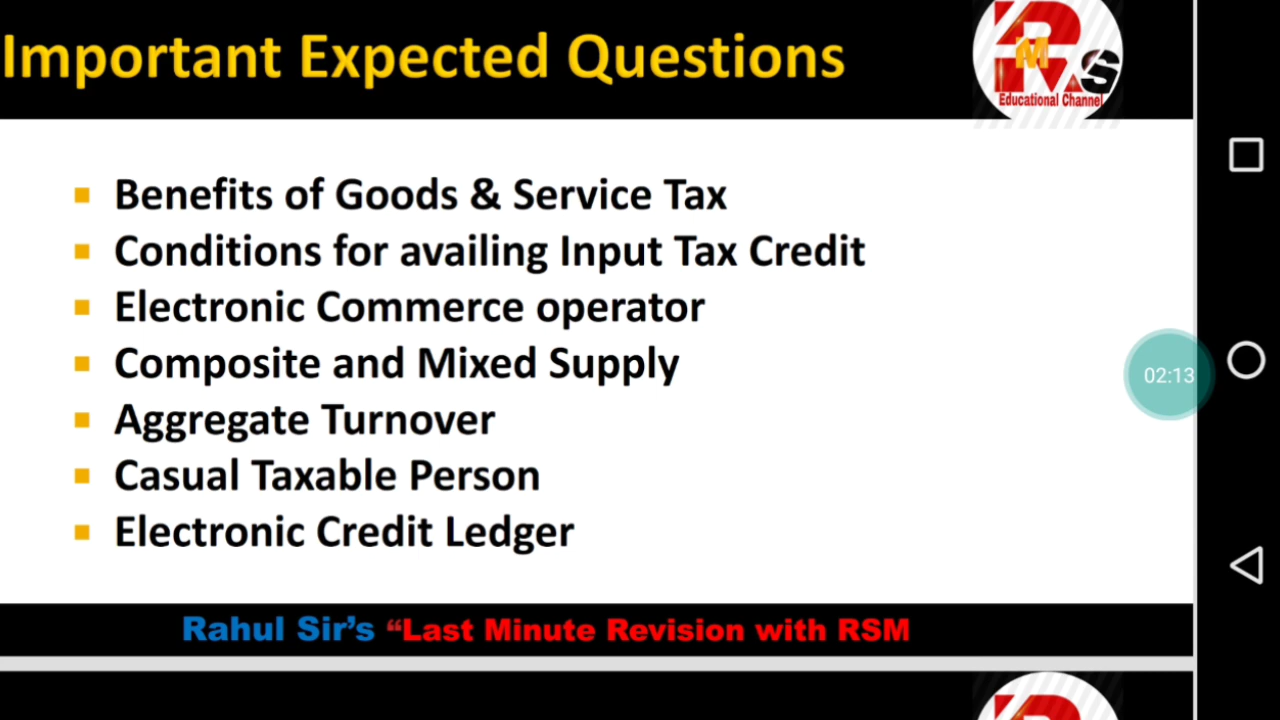 Important Expected Questions
RMS
Educational Channel
Benefits of Goods & Service Tax
Conditions for availing Input Tax Credit
Electronic Commerce operator
Composite and Mixed Supply
Aggregate Turnover
Casual Taxable Person
Electronic Credit Ledger
02:13
Rahul Sir’s “Last Minute Revision with RSM